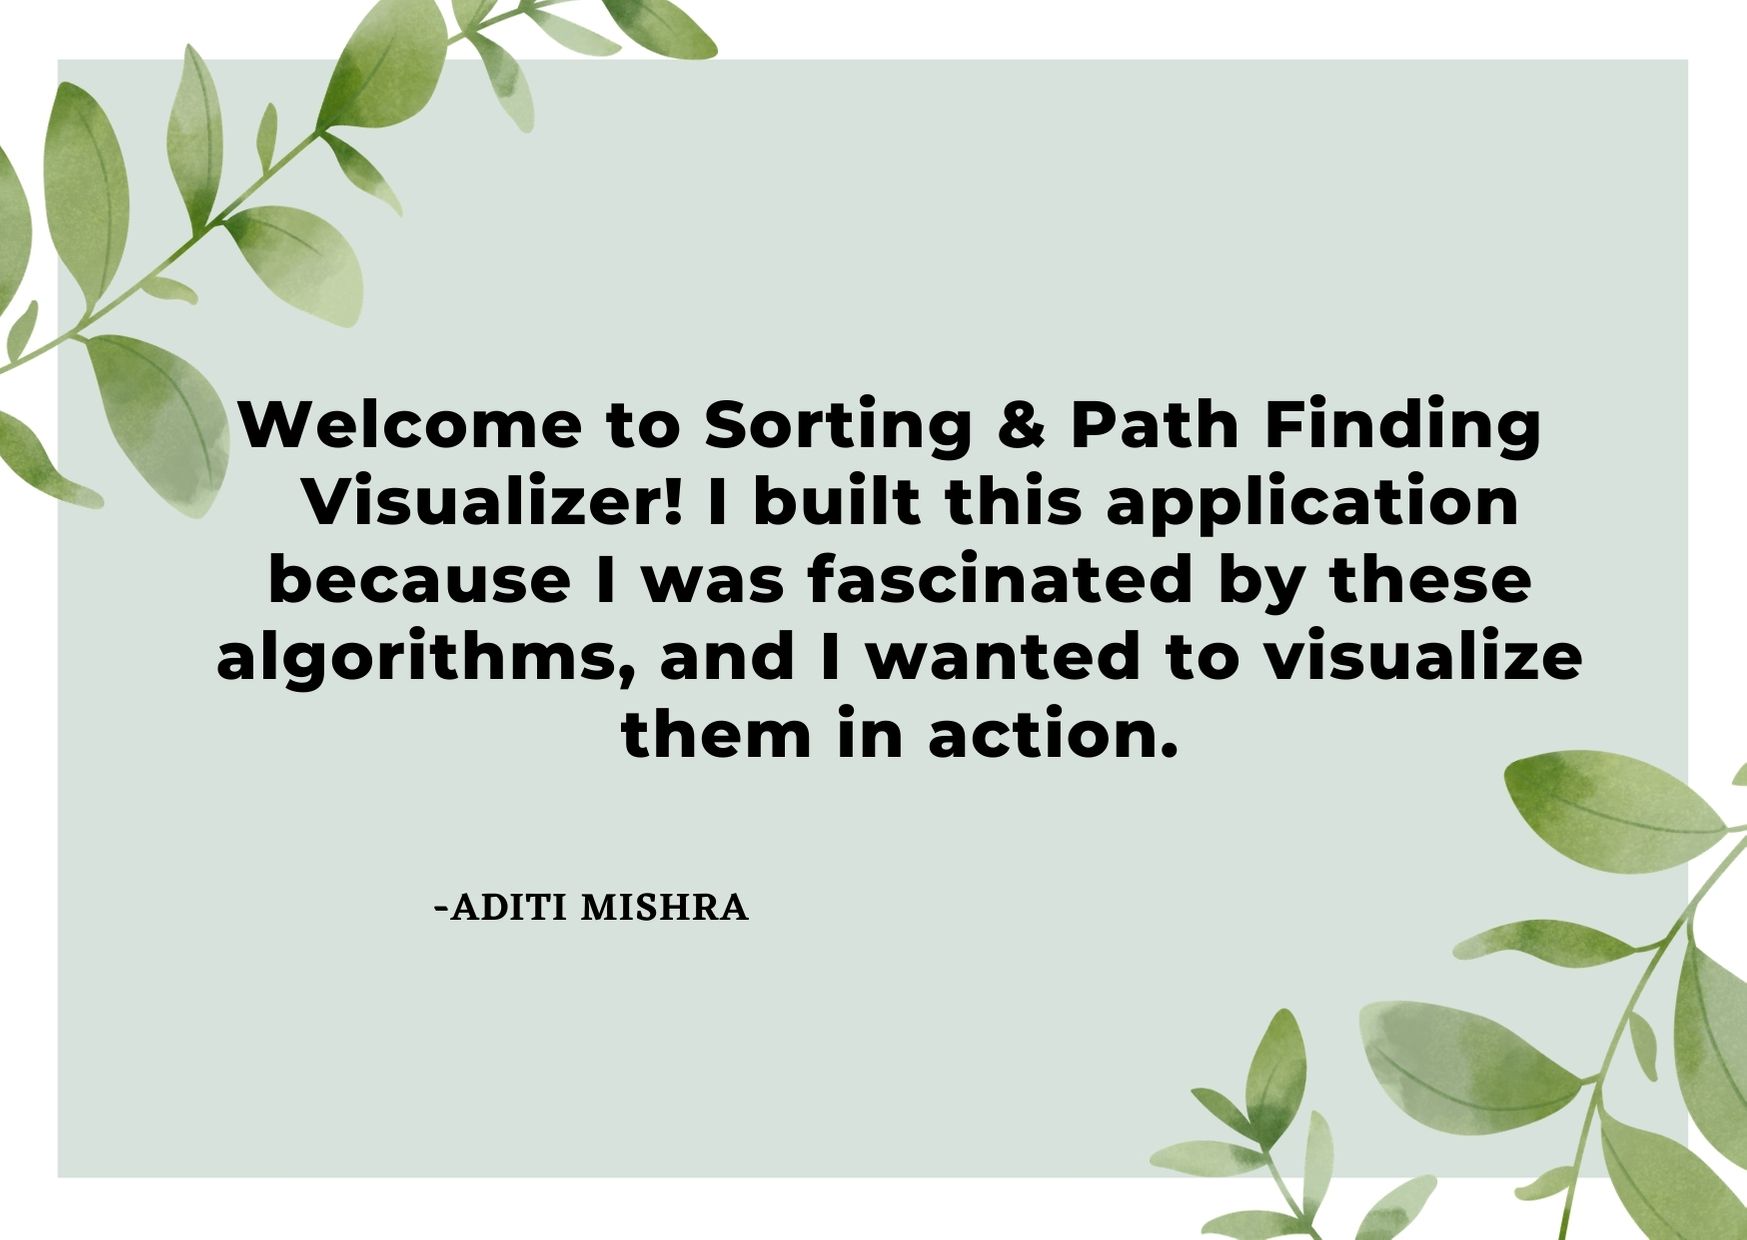 Welcome to Sorting & Path Finding
Visualizer! I built this application
because I was fascinated by these
algorithms, and I wanted to visualize
them in action.
-ADITI MISHRA